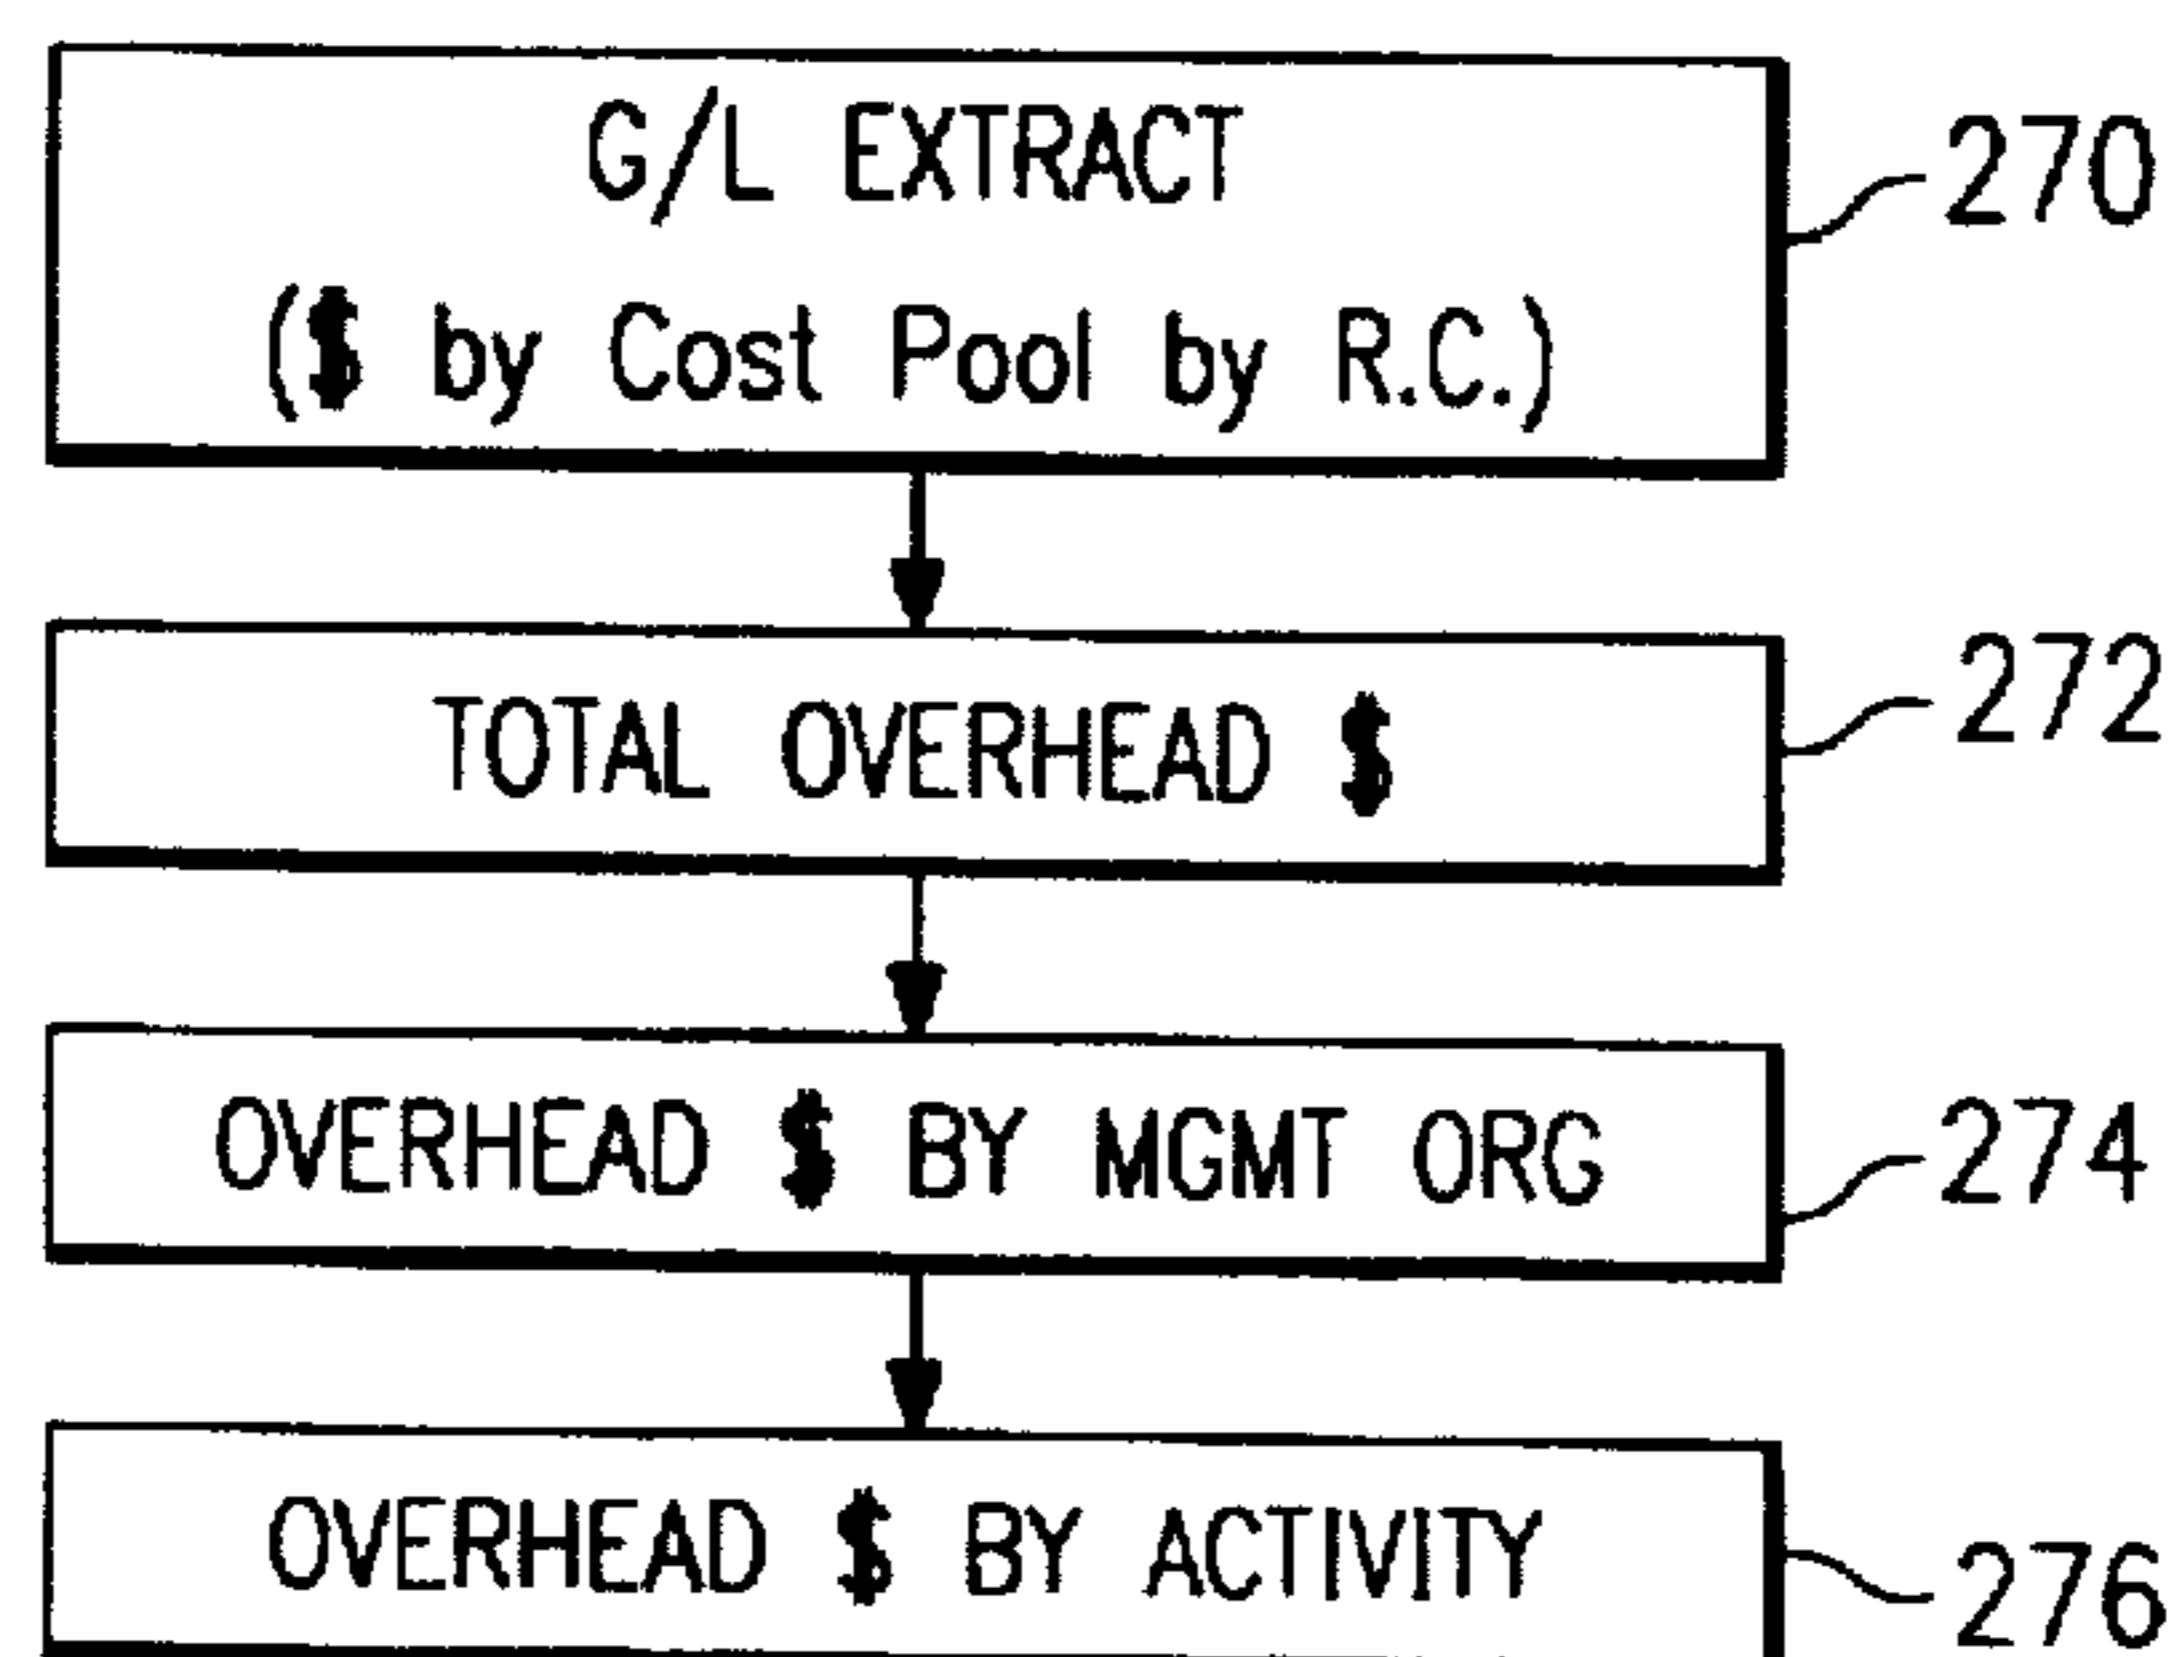 G/L EXTRACT
270
($ by Cost Pool by R.C.)
TOTAL OVERHEAD $
272
OVERHEAD $ BY MGMT ORG
274
OVERHEAD $ BY ACTIVITY
276